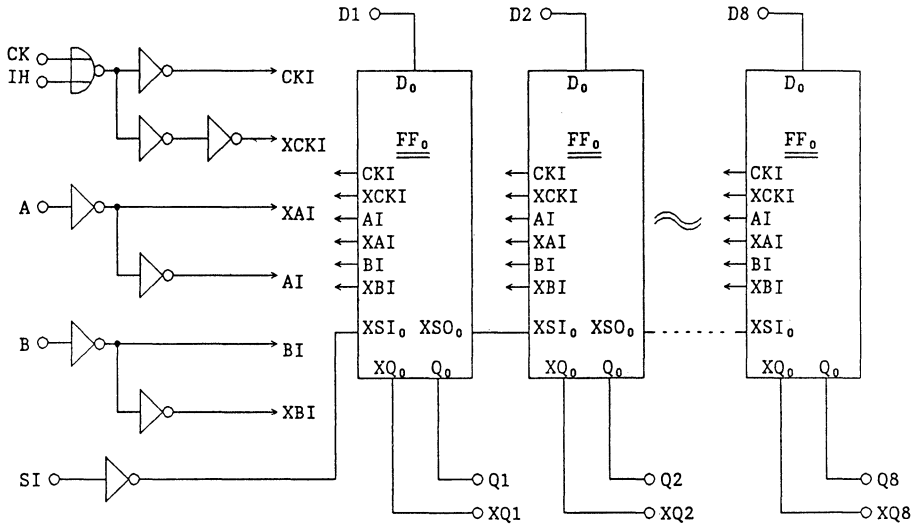 D1
D2
D8
CK
IH
CKI
XCKI
A
XAI
AI
B
BI
XBI
SI
D₀
FF₀
CKI
XCKI
AI
XAI
BI
XBI
XSI₀ XSO₀
XQ₀ Q₀
Q1
XQ1
D₀
FF₀
CKI
XCKI
AI
XAI
BI
XBI
XSI₀ XSO₀
XQ₀ Q₀
Q2
XQ2
D₀
FF₀
CKI
XCKI
AI
XAI
BI
XBI
XSI₀
XQ₀ Q₀
Q8
XQ8